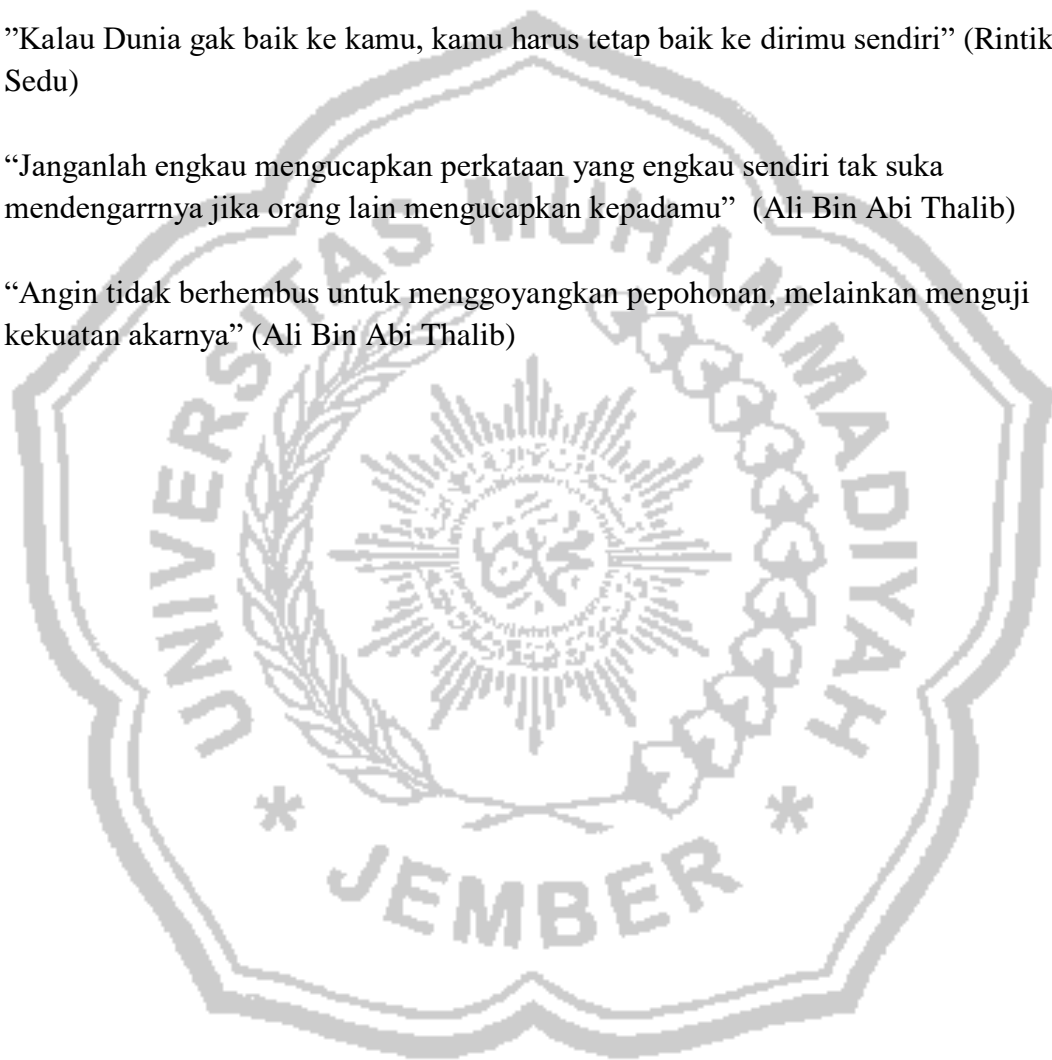 ”Kalau Dunia gak baik ke kamu, kamu harus tetap baik ke dirimu sendiri” (Rintik
Sedu)
“Janganlah engkau mengucapkan perkataan yang engkau sendiri tak suka
mendengarrnya jika orang lain mengucapkan kepadamu”  (Ali Bin Abi Thalib)
“Angin tidak berhembus untuk menggoyangkan pepohonan, melainkan menguji
kekuatan akarnya” (Ali Bin Abi Thalib)
UNIVERSITAS MUHAMMADIYAH
* JEMBER *